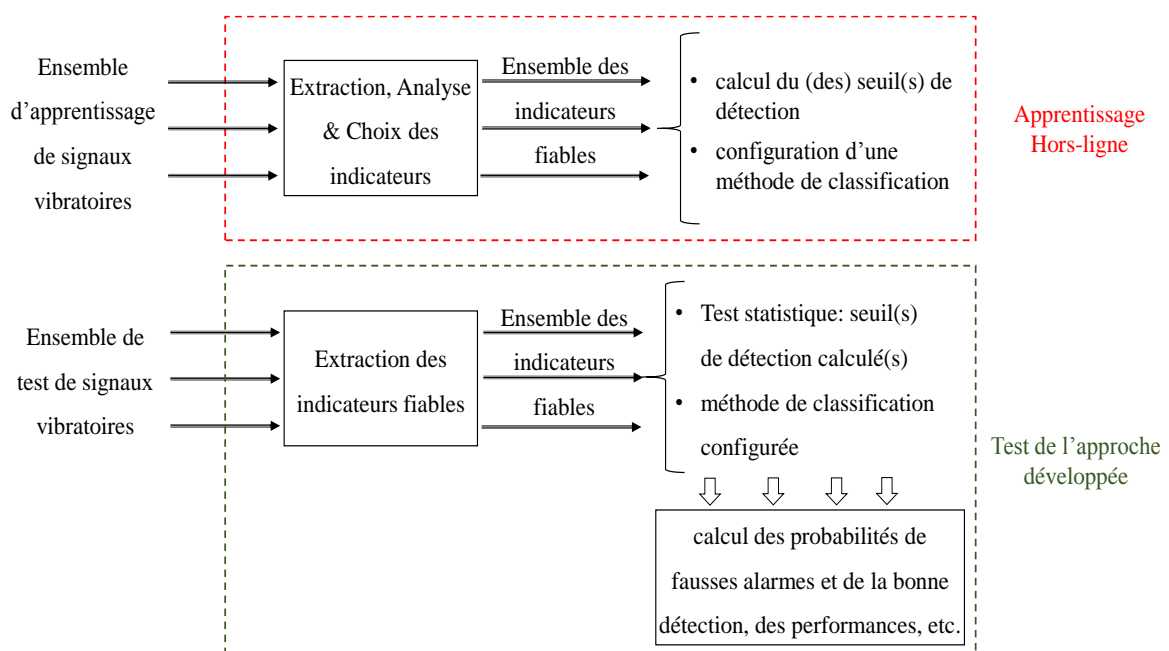 Ensemble
d'apprentissage
de signaux
vibratoires
Extraction, Analyse
& Choix des
indicateurs
Ensemble des
indicateurs
fiables
• calcul du (des) seuil(s) de
détection
• configuration d'une
méthode de classification
Apprentissage
Hors-ligne
Ensemble de
test de signaux
vibratoires
Extraction des
indicateurs fiables
Ensemble des
indicateurs
fiables
• Test statistique: seuil(s)
de détection calculé(s)
• méthode de classification
configurée
Test de l'approche
développée
calcul des probabilités de
fausses alarmes et de la bonne
détection, des performances, etc.